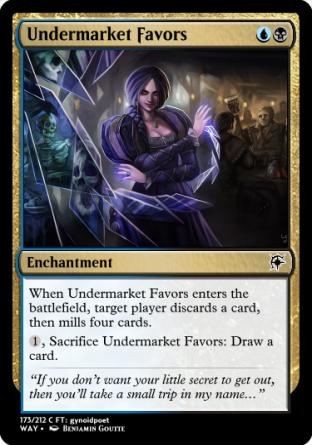 Undermarket Favors
Enchantment
When Undermarket Favors enters the
battlefield, target player discards a card,
then mills four cards.
1, Sacrifice Undermarket Favors: Draw a
card.
“If you don’t want your little secret to get out,
then you’ll take a small trip in my name…”
173/212 C FT: gynoidpoet
WAY • Benjamin Goutte